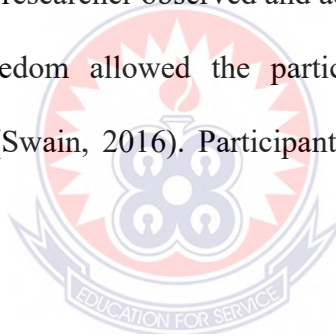 researcher observed and a
edom allowed the partic
Swain, 2016). Participant
EDUCATION FOR SERVICE